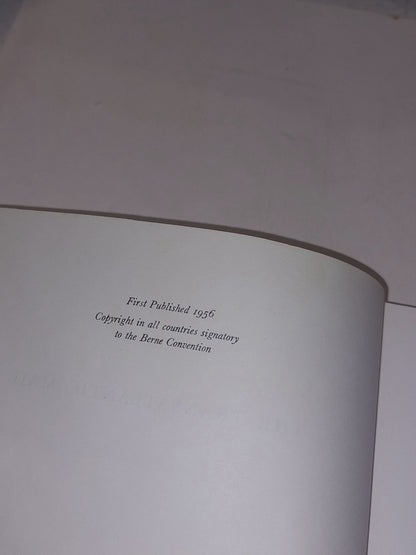 First Published 1956
Copyright in all countries signatory
to the Berne Convention